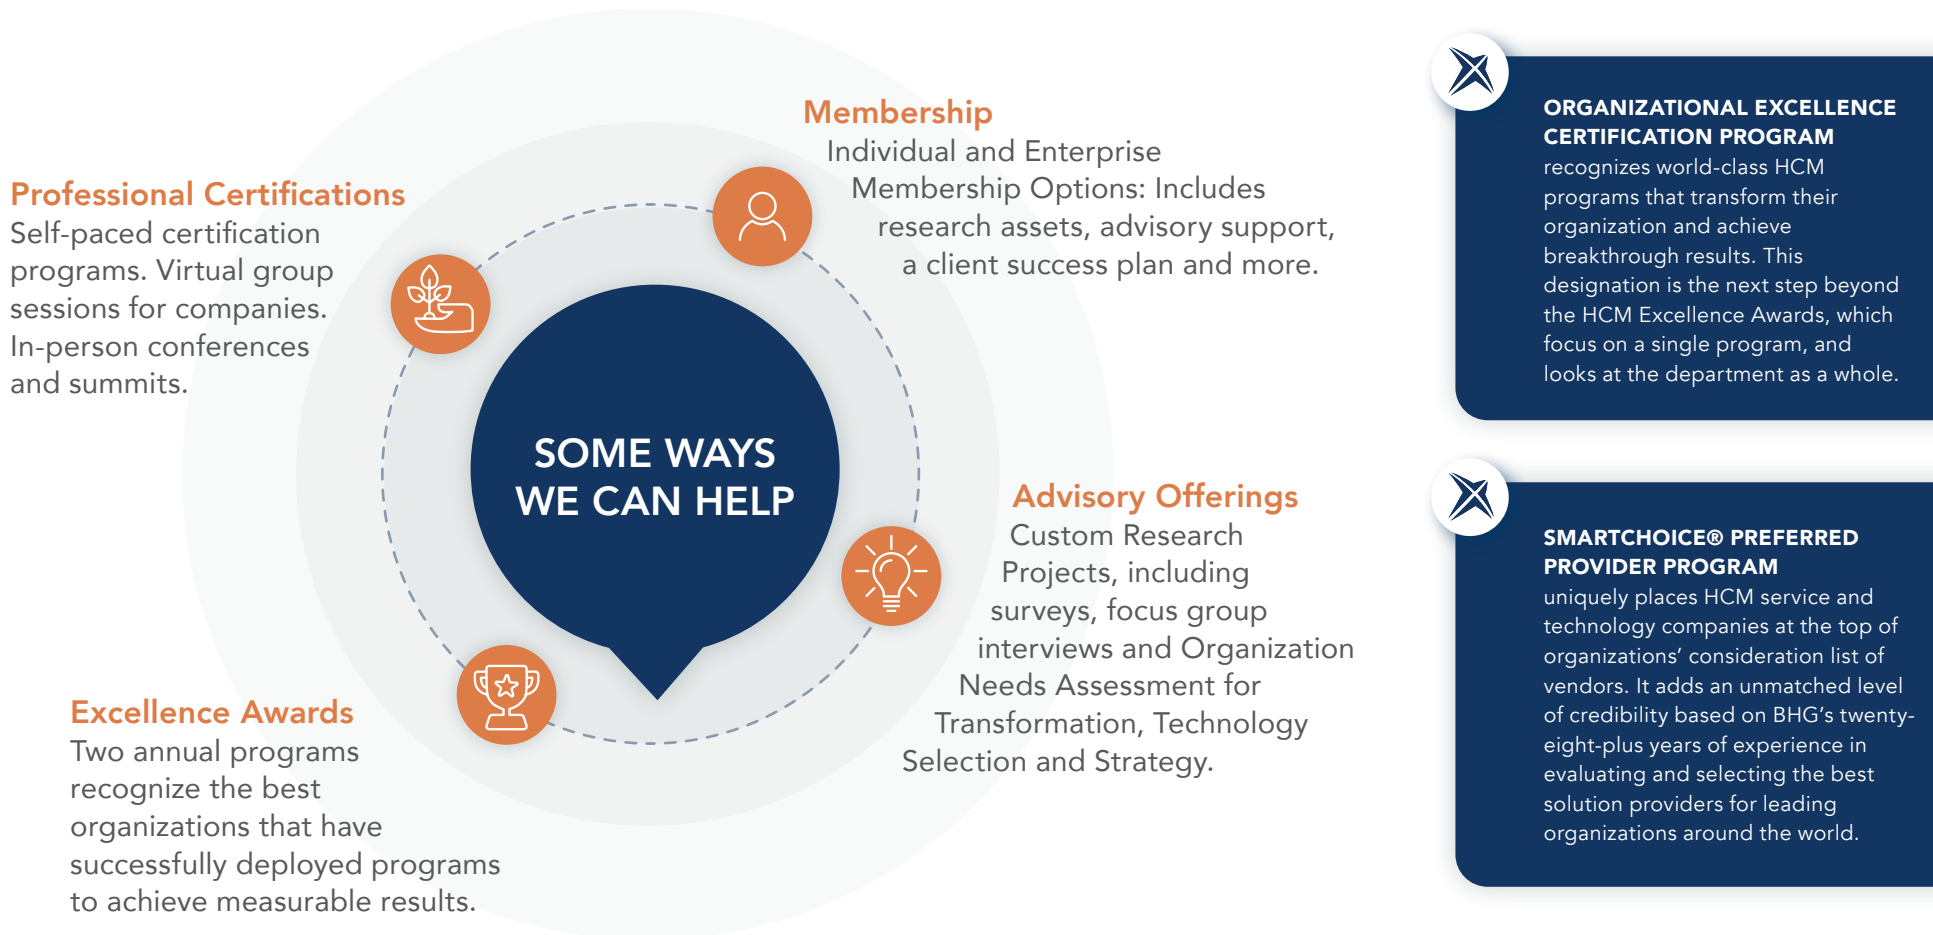 Membership
Individual and Enterprise
Membership Options: Includes
research assets, advisory support,
a client success plan and more.
Professional Certifications
Self-paced certification
programs. Virtual group
sessions for companies.
In-person conferences
and summits.
SOME WAYS
WE CAN HELP
Advisory Offerings
Custom Research
Projects, including
surveys, focus group
interviews and Organization
Needs Assessment for
Transformation, Technology
Selection and Strategy.
Excellence Awards
Two annual programs
recognize the best
organizations that have
successfully deployed programs
to achieve measurable results.
ORGANIZATIONAL EXCELLENCE
CERTIFICATION PROGRAM
recognizes world-class HCM
programs that transform their
organization and achieve
breakthrough results. This
designation is the next step beyond
the HCM Excellence Awards, which
focus on a single program, and
looks at the department as a whole.
SMARTCHOICE® PREFERRED
PROVIDER PROGRAM
uniquely places HCM service and
technology companies at the top of
organizations’ consideration list of
vendors. It adds an unmatched level
of credibility based on BHG’s twenty-
eight-plus years of experience in
evaluating and selecting the best
solution providers for leading
organizations around the world.